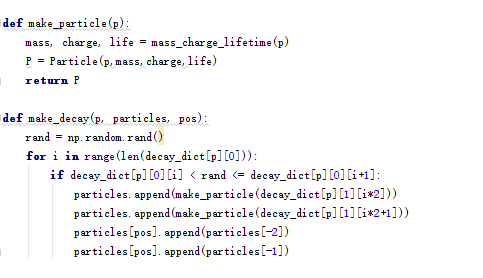 def make_particle(p):
    mass, charge, life = mass_charge_lifetime(p)
    P = Particle(p,mass,charge,life)
    return P
def make_decay(p, particles, pos):
    rand = np.random.rand()
    for i in range(len(decay_dict[p][0])):
        if decay_dict[p][0][i] < rand <= decay_dict[p][0][i+1]:
            particles.append(make_particle(decay_dict[p][1][i*2]))
            particles.append(make_particle(decay_dict[p][1][i*2+1]))
            particles[pos].append(particles[-2])
            particles[pos].append(particles[-1])